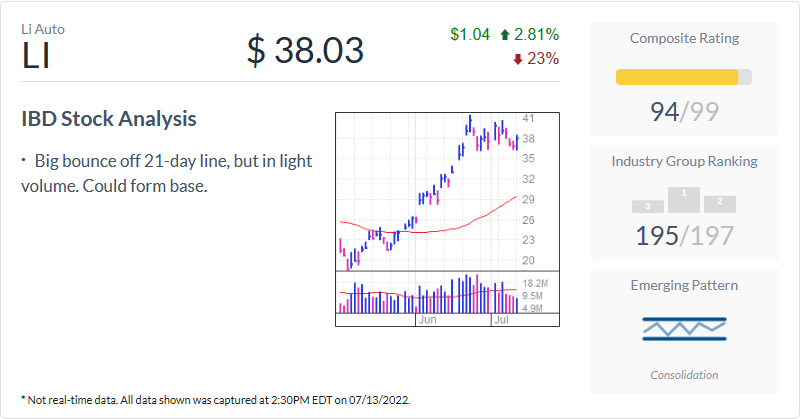 Li Auto
LI
$ 38.03
$1.04 2.81%
23%
IBD Stock Analysis
· Big bounce off 21-day line, but in light
volume. Could form base.
41
38
35
32
29
26
23
20
18.2M
9.5M
4.9M
Jun Jul
Composite Rating
94/99
Industry Group Ranking
3 1 2
195/197
Emerging Pattern
Consolidation
* Not real-time data. All data shown was captured at 2:30PM EDT on 07/13/2022.